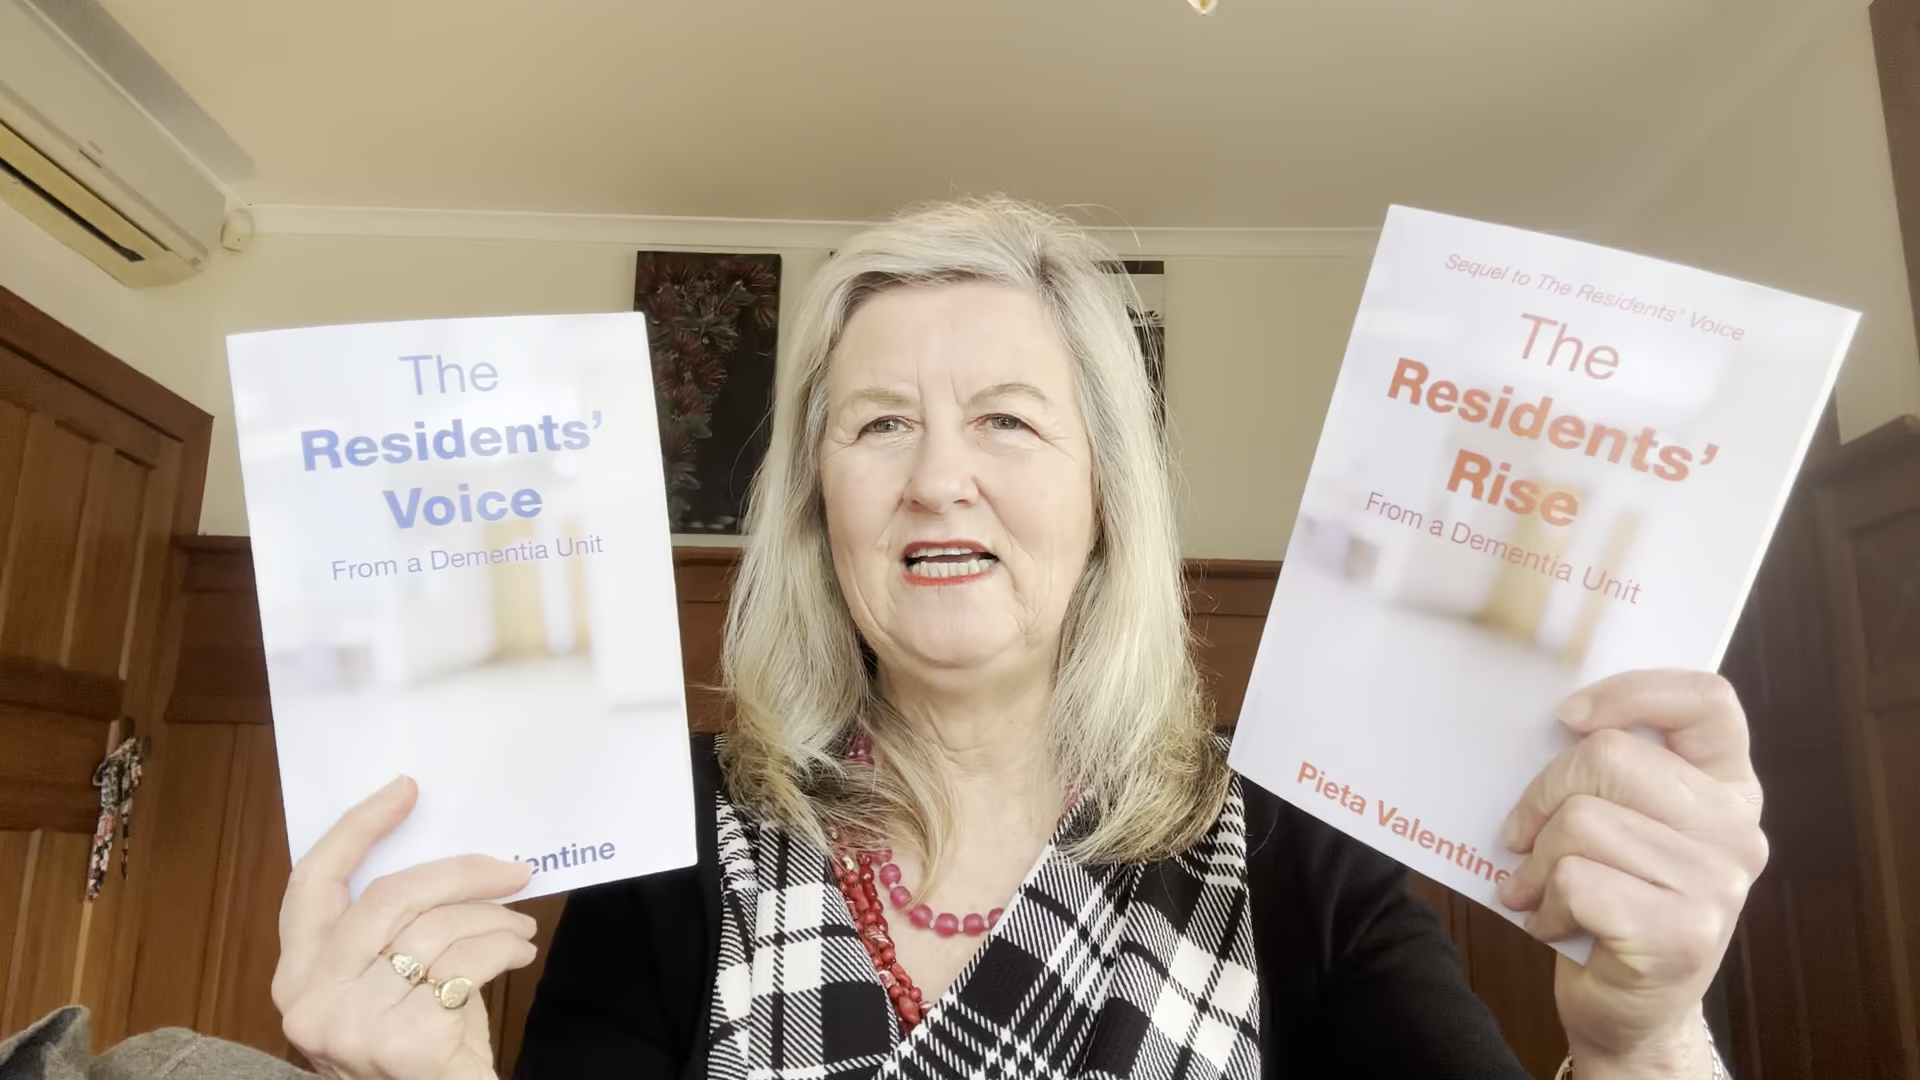 The
Residents'
Voice
From a Dementia Unit
entine
Sequel to The Residents' Voice
The
Residents'
Rise
From a Dementia Unit
Pieta Valentine